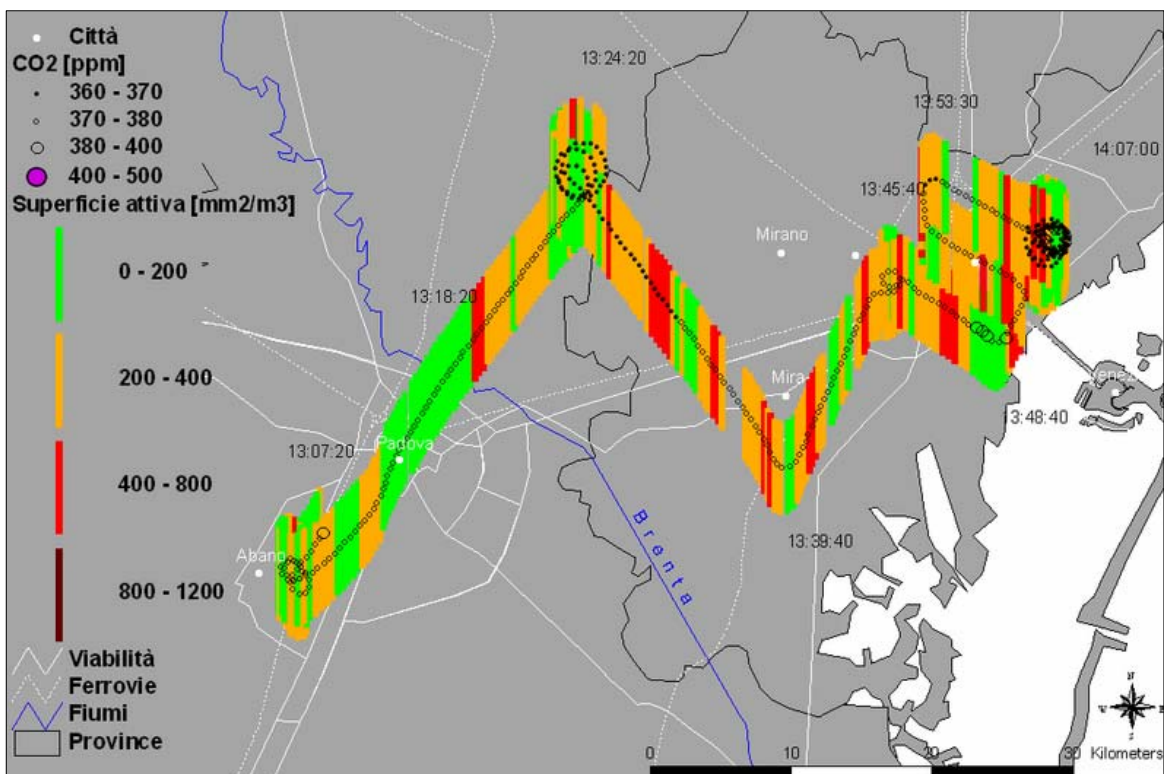 Città
CO2 [ppm]
360 - 370
370 - 380
380 - 400
400 - 500
Superficie attiva [mm2/m3]
0 - 200
200 - 400
400 - 800
800 - 1200
Viabilità
Ferrovie
Fiumi
Province
13:24:20
13:53:30
14:07:00
13:45:40
Mirano
13:18:20
Mira
13:48:40
13:07:20
Padova
13:39:40
Abano
Brenta
N
W
S
0 10 20 30 Kilometers